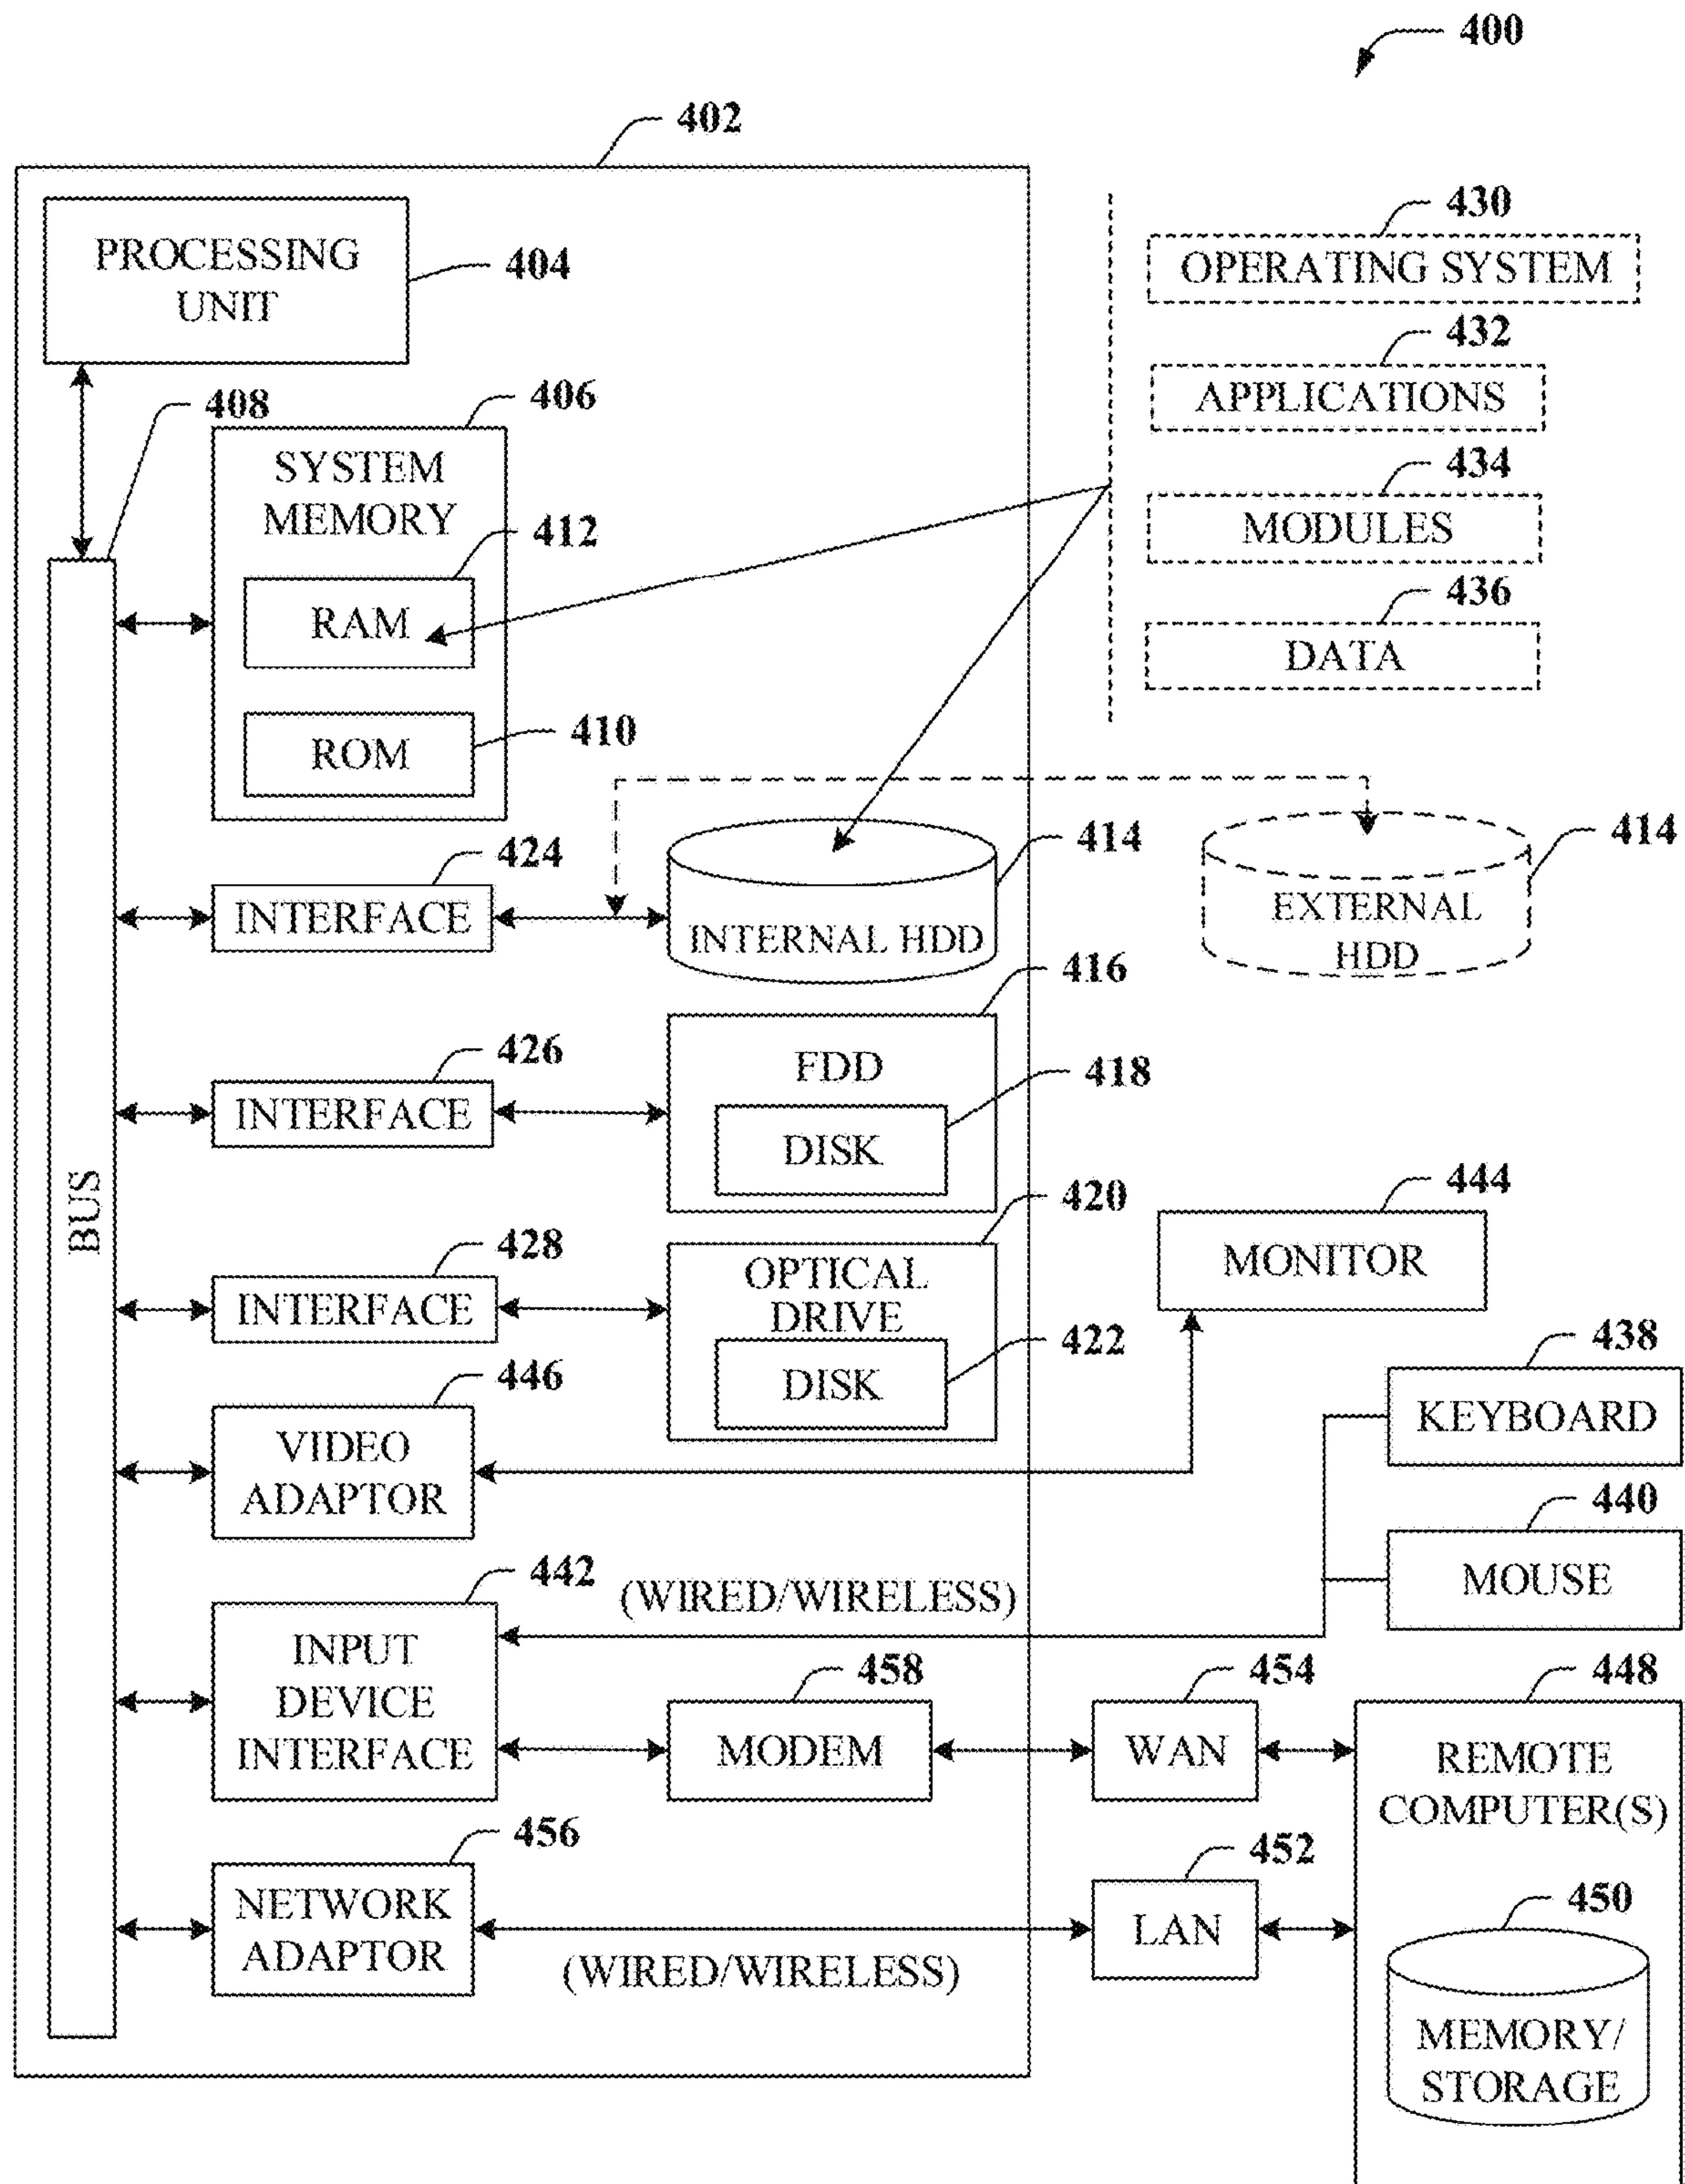 400
402
PROCESSING
UNIT
404
430
OPERATING SYSTEM
432
APPLICATIONS
434
MODULES
436
DATA
408
406
SYSTEM
MEMORY
412
RAM
410
ROM
424
INTERFACE
414
INTERNAL HDD
414
EXTERNAL
HDD
426
INTERFACE
416
FDD
418
DISK
BUS
428
INTERFACE
420
OPTICAL
DRIVE
422
DISK
444
MONITOR
446
VIDEO
ADAPTOR
438
KEYBOARD
440
MOUSE
442
INPUT
DEVICE
INTERFACE
(WIRED/WIRELESS)
458
MODEM
454
WAN
448
REMOTE
COMPUTER(S)
456
NETWORK
ADAPTOR
(WIRED/WIRELESS)
452
LAN
450
MEMORY/
STORAGE